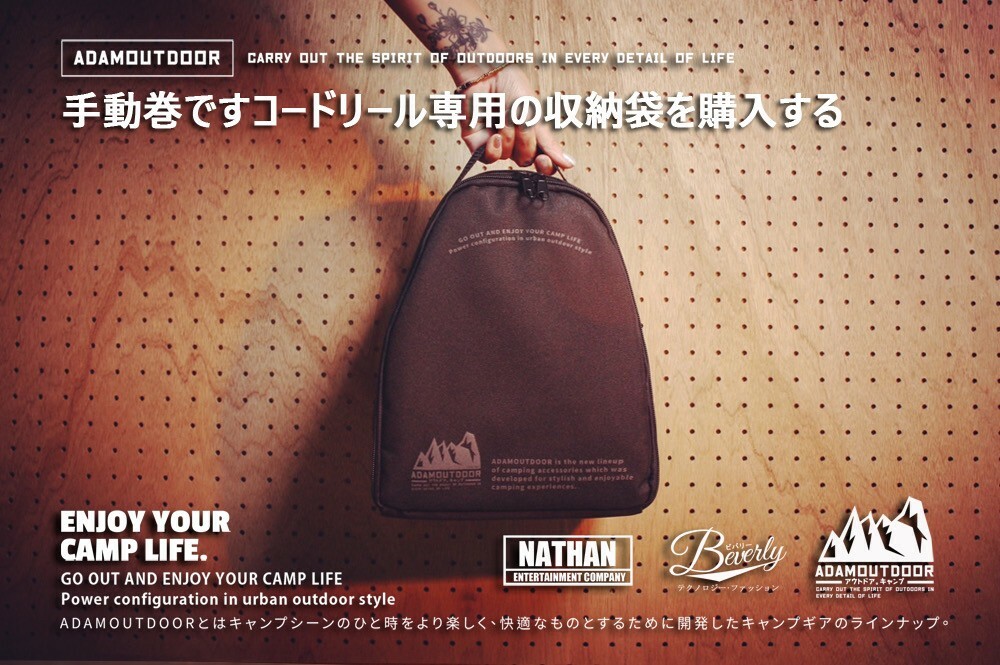 ADAMOUTDOOR
CARRY OUT THE SPIRIT OF OUTDOORS IN EVERY DETAIL OF LIFE
手動巻ですコードリール専用の収納袋を購入する
GO OUT AND ENJOY YOUR CAMP LIFE
Power configuration in urban outdoor style
ADAMOUTDOOR
ADAMOUTDOOR is the new lineup
of camping accessories which was
developed for stylish and enjoyable
camping experiences.
ENJOY YOUR
CAMP LIFE.
GO OUT AND ENJOY YOUR CAMP LIFE
Power configuration in urban outdoor style
NATHAN
ENTERTAINMENT COMPANY
ビバリー
Beverly
テクノロジー・ファッション
ADAMOUTDOOR
アウトドア。キャンプ
CARRY OUT THE SPIRIT OF OUTDOORS IN
EVERY DETAIL OF LIFE
ADAMOUTDOORとはキャンプシーンのひと時をより楽しく、快適なものとするために開発したキャンプギアのラインナップ。